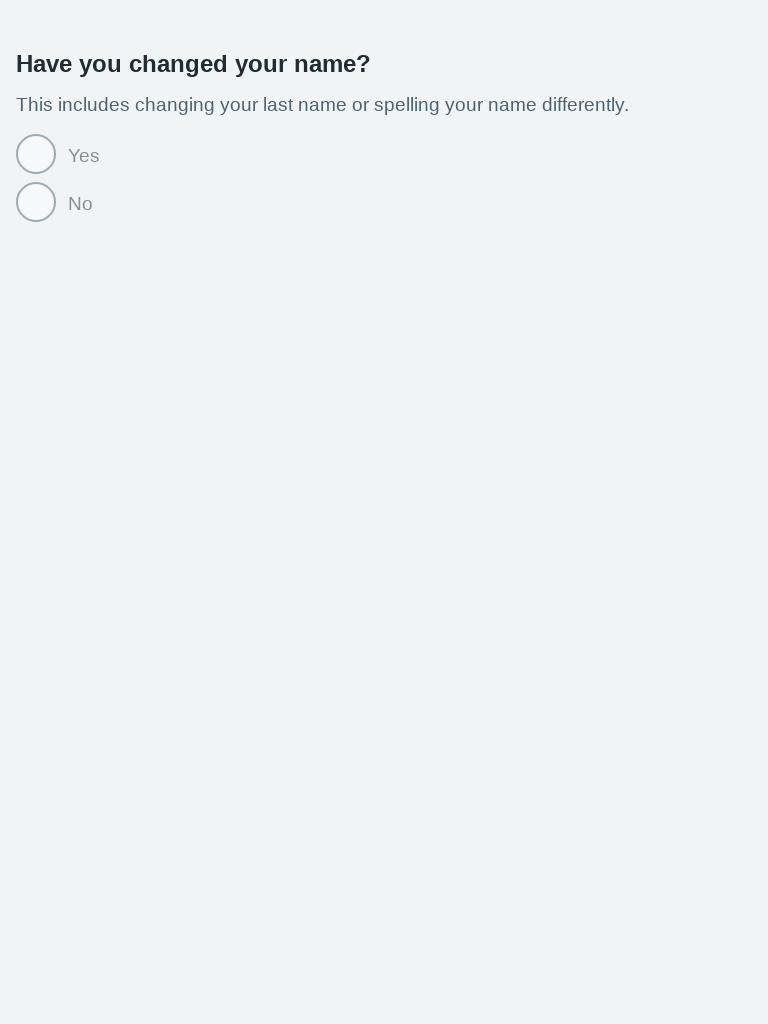 Have you changed your name?
This includes changing your last name or spelling your name differently.
Yes
No